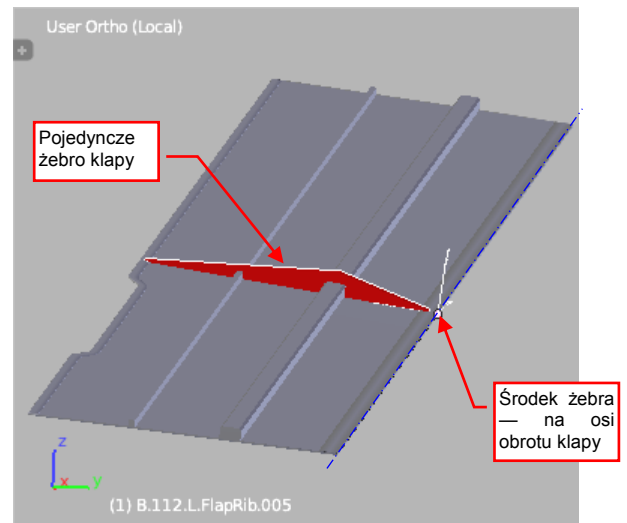 User Ortho (Local)
+
Pojedyncze
żebro klapy
Środek żebra
— na osi
obrotu klapy
z
x y
(1) B.112.L.FlapRib.005